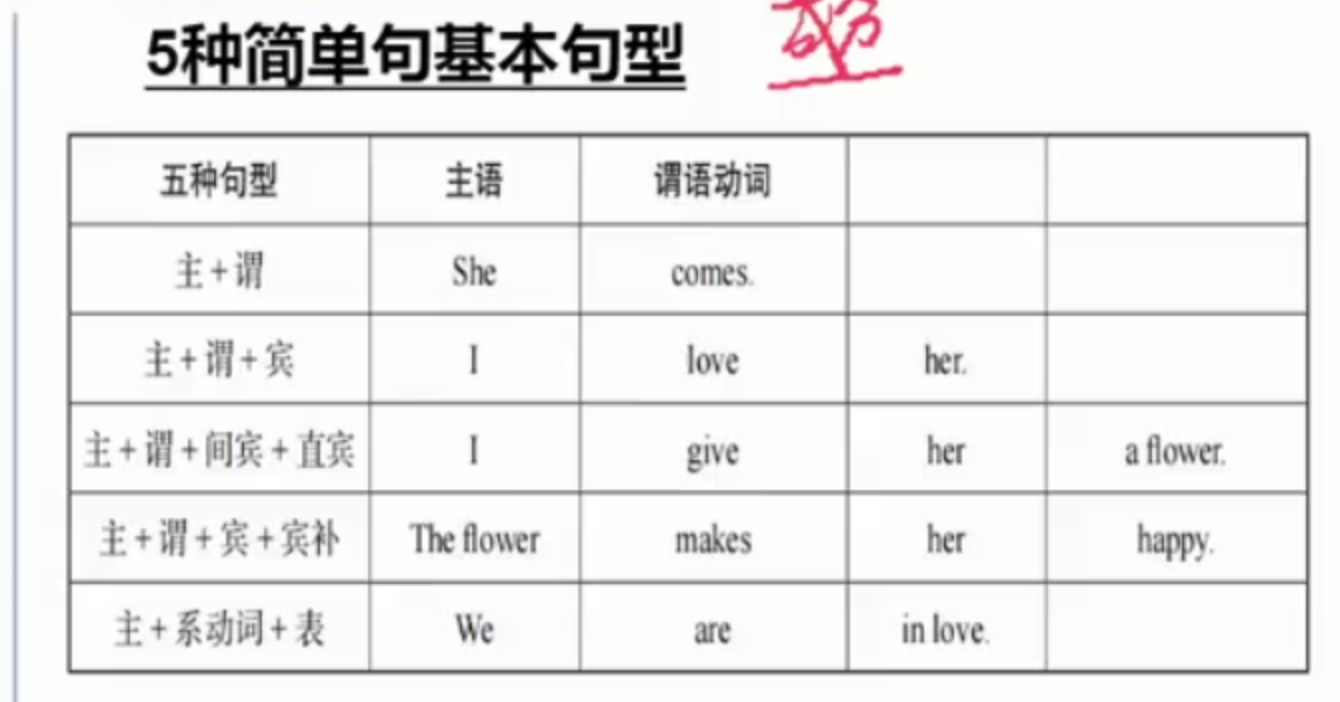 5种简单句基本句型
五种句型 主语 谓语动词
主+谓 She comes.
主+谓+宾 I love her.
主+谓+间宾+直宾 I give her a flower.
主+谓+宾+宾补 The flower makes her happy.
主+系动词+表 We are in love.